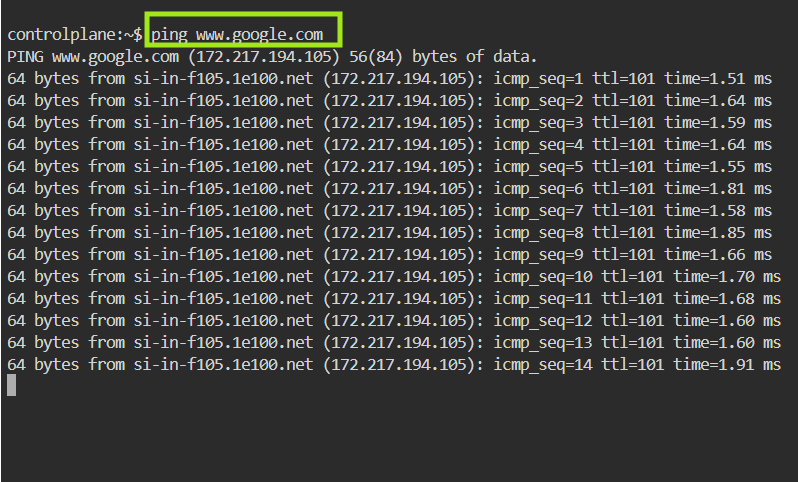 controlplane:~$ ping www.google.com
PING www.google.com (172.217.194.105) 56(84) bytes of data.
64 bytes from si-in-f105.1e100.net (172.217.194.105): icmp_seq=1 ttl=101 time=1.51 ms
64 bytes from si-in-f105.1e100.net (172.217.194.105): icmp_seq=2 ttl=101 time=1.64 ms
64 bytes from si-in-f105.1e100.net (172.217.194.105): icmp_seq=3 ttl=101 time=1.59 ms
64 bytes from si-in-f105.1e100.net (172.217.194.105): icmp_seq=4 ttl=101 time=1.64 ms
64 bytes from si-in-f105.1e100.net (172.217.194.105): icmp_seq=5 ttl=101 time=1.55 ms
64 bytes from si-in-f105.1e100.net (172.217.194.105): icmp_seq=6 ttl=101 time=1.81 ms
64 bytes from si-in-f105.1e100.net (172.217.194.105): icmp_seq=7 ttl=101 time=1.58 ms
64 bytes from si-in-f105.1e100.net (172.217.194.105): icmp_seq=8 ttl=101 time=1.85 ms
64 bytes from si-in-f105.1e100.net (172.217.194.105): icmp_seq=9 ttl=101 time=1.66 ms
64 bytes from si-in-f105.1e100.net (172.217.194.105): icmp_seq=10 ttl=101 time=1.70 ms
64 bytes from si-in-f105.1e100.net (172.217.194.105): icmp_seq=11 ttl=101 time=1.68 ms
64 bytes from si-in-f105.1e100.net (172.217.194.105): icmp_seq=12 ttl=101 time=1.60 ms
64 bytes from si-in-f105.1e100.net (172.217.194.105): icmp_seq=13 ttl=101 time=1.60 ms
64 bytes from si-in-f105.1e100.net (172.217.194.105): icmp_seq=14 ttl=101 time=1.91 ms